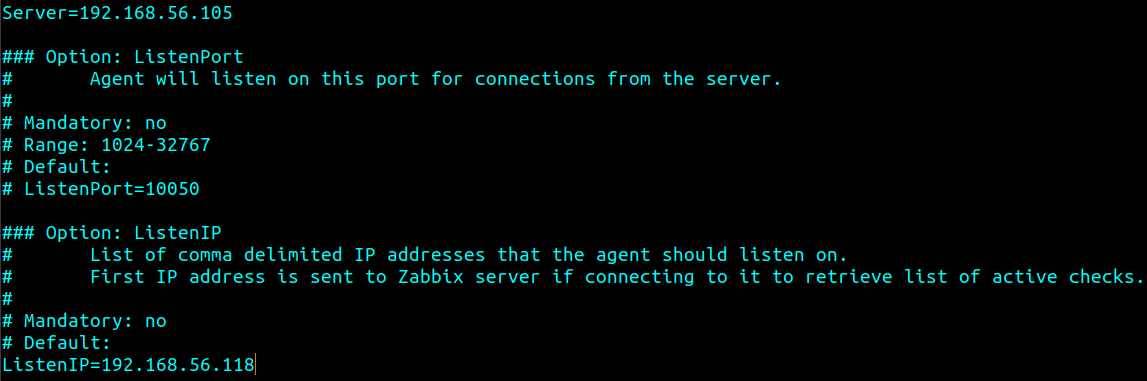 Server=192.168.56.105
### Option: ListenPort
#       Agent will listen on this port for connections from the server.
#
# Mandatory: no
# Range: 1024-32767
# Default:
# ListenPort=10050
### Option: ListenIP
#       List of comma delimited IP addresses that the agent should listen on.
#       First IP address is sent to Zabbix server if connecting to it to retrieve list of active checks.
#
# Mandatory: no
# Default:
ListenIP=192.168.56.118